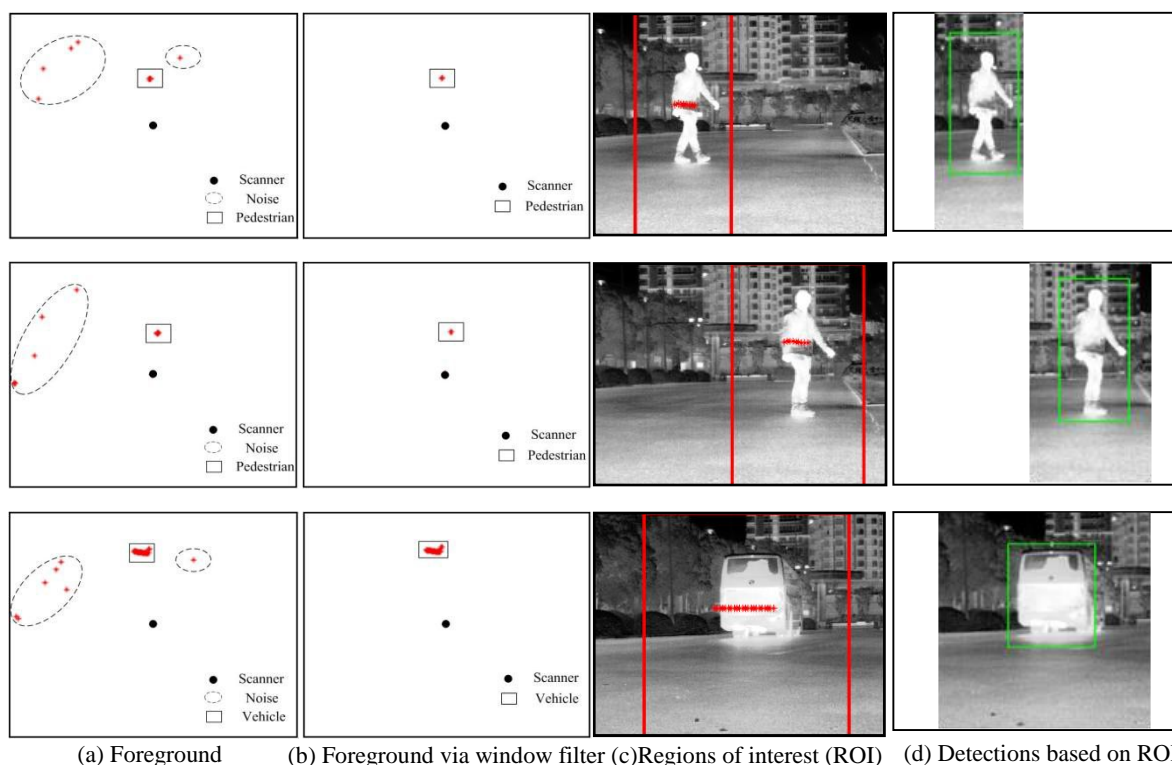 Scanner
Noise
Pedestrian
Scanner
Pedestrian
Scanner
Noise
Pedestrian
Scanner
Pedestrian
Scanner
Noise
Vehicle
Scanner
Vehicle
(a) Foreground
(b) Foreground via window filter
(c)Regions of interest (ROI)
(d) Detections based on ROI